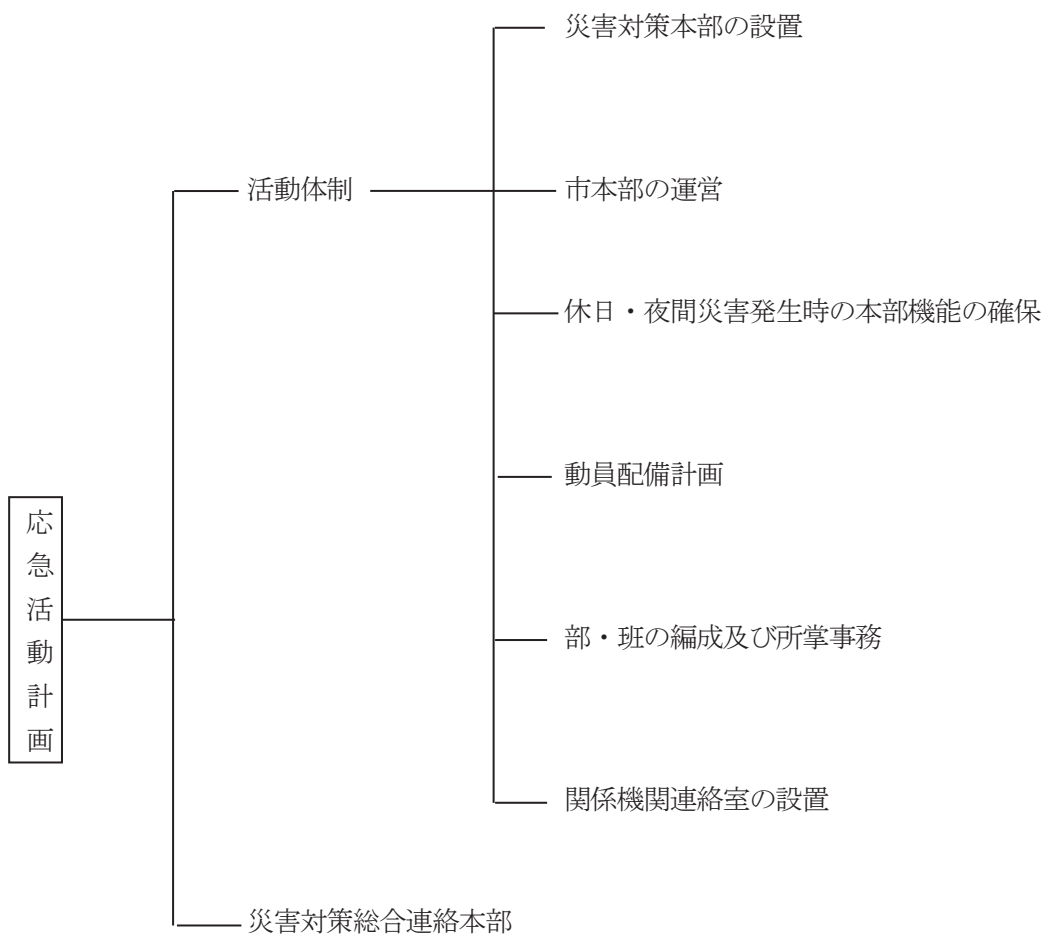 応急活動計画
活動体制
災害対策本部の設置
市本部の運営
休日・夜間災害発生時の本部機能の確保
動員配備計画
部・班の編成及び所掌事務
関係機関連絡室の設置
災害対策総合連絡本部